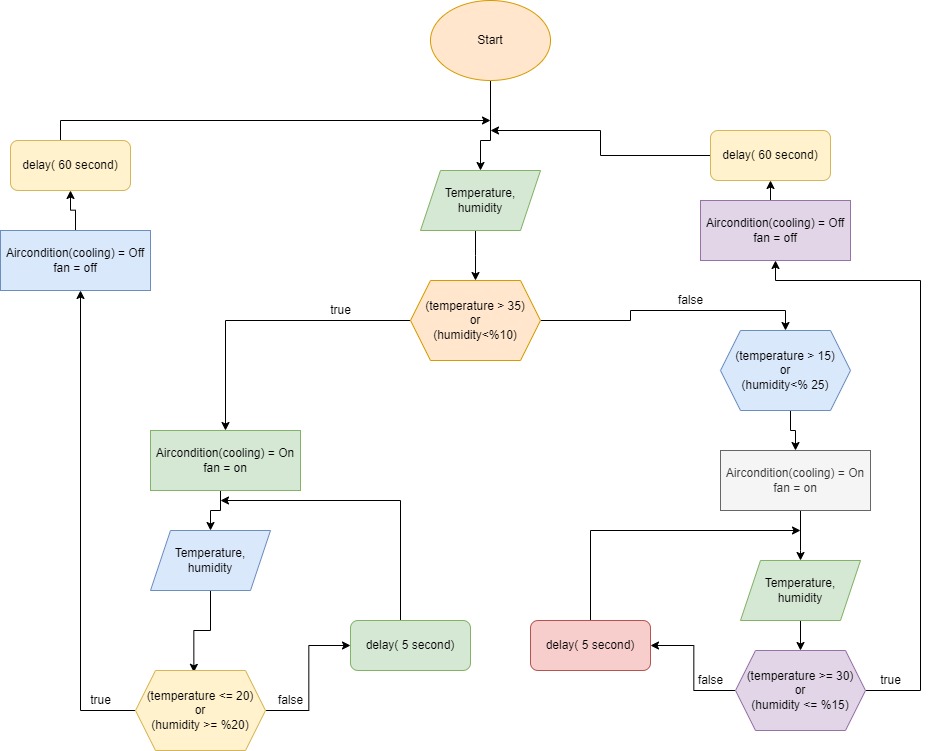 Start
delay( 60 second)
delay( 60 second)
Temperature,
humidity
Aircondition(cooling) = Off
fan = off
Aircondition(cooling) = Off
fan = off
true
(temperature > 35)
or
(humidity<%10)
false
(temperature > 15)
or
(humidity<% 25)
Aircondition(cooling) = On
fan = on
Aircondition(cooling) = On
fan = on
Temperature,
humidity
Temperature,
humidity
delay( 5 second)
delay( 5 second)
true
(temperature <= 20)
or
(humidity >= %20)
false
false
(temperature >= 30)
or
(humidity <= %15)
true